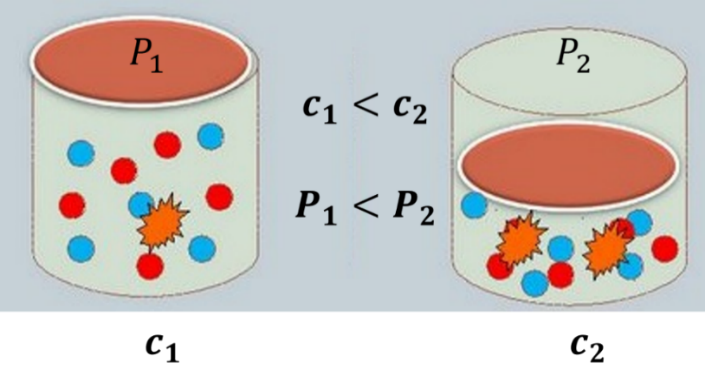 P₁
P₂
c₁ < c₂
P₁ < P₂
c₁
c₂